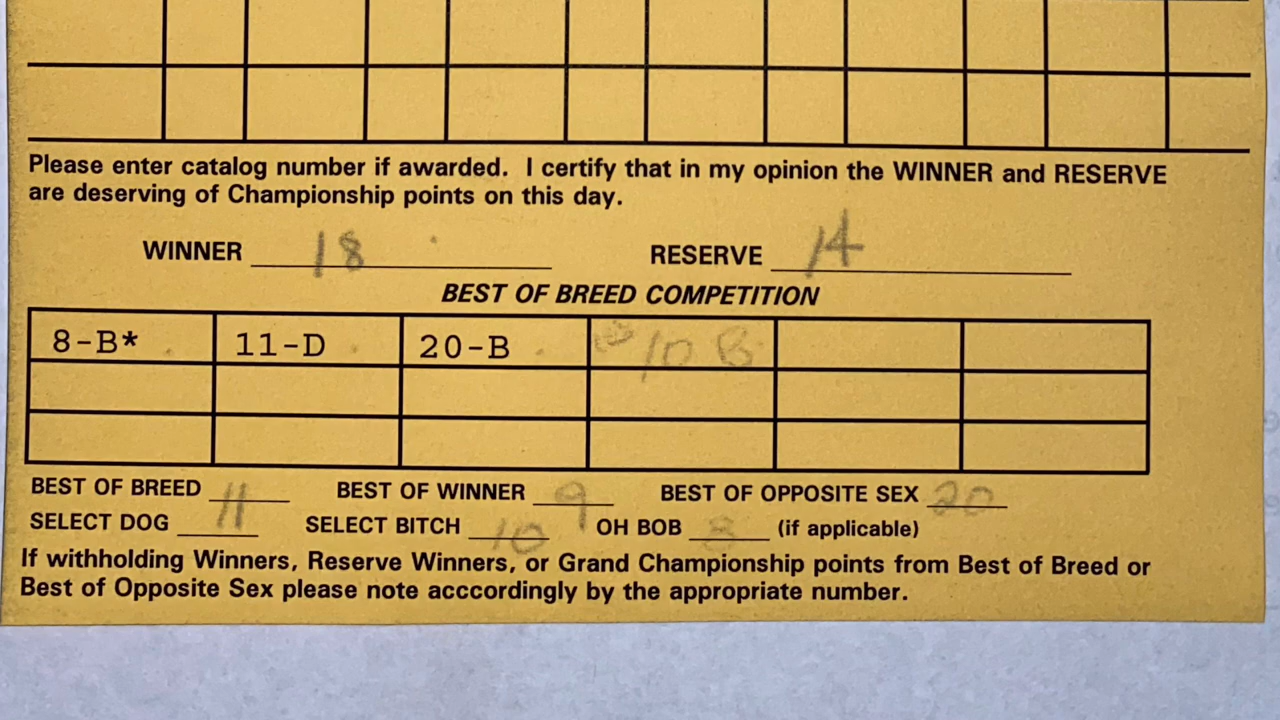 Please enter catalog number if awarded. I certify that in my opinion the WINNER and RESERVE
are deserving of Championship points on this day.
WINNER 18 RESERVE 14
BEST OF BREED COMPETITION
8-B* 11-D 20-B 10 B
BEST OF BREED 11 BEST OF WINNER 9 BEST OF OPPOSITE SEX 20
SELECT DOG SELECT BITCH 10 OH BOB 8 (if applicable)
If withholding Winners, Reserve Winners, or Grand Championship points from Best of Breed or
Best of Opposite Sex please note acccordingly by the appropriate number.